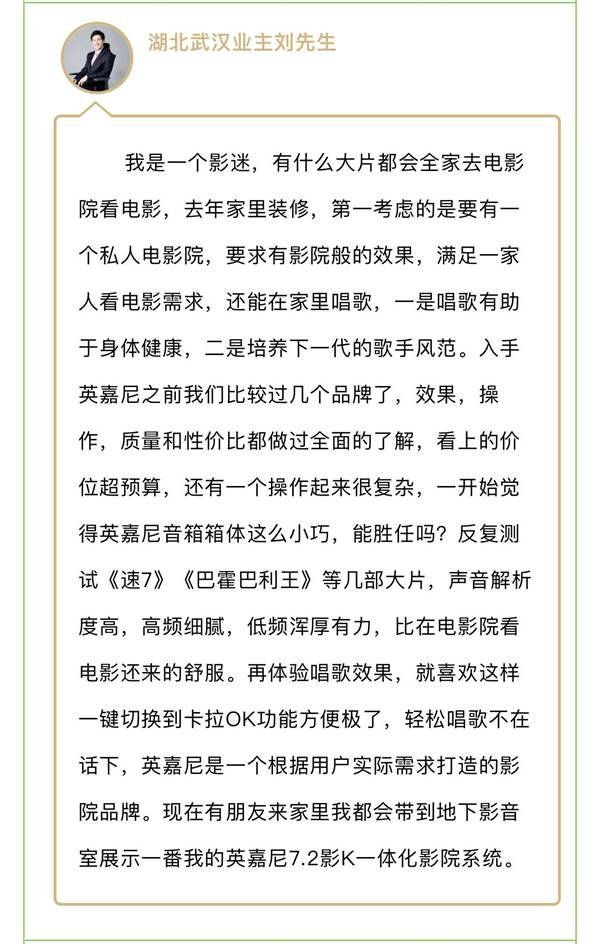 湖北武汉业主刘先生
我是一个影迷，有什么大片都会全家去电影
院看电影，去年家里装修，第一考虑的是要有一
个私人电影院，要求有影院般的效果，满足一家
人看电影需求，还能在家里唱歌，一是唱歌有助
于身体健康，二是培养下一代的歌手风范。入手
英嘉尼之前我们比较过几个品牌了，效果，操
作，质量和性价比都做过全面的了解，看上的价
位超预算，还有一个操作起来很复杂，一开始觉
得英嘉尼音箱箱体这么小巧，能胜任吗？反复测
试《速7》《巴霍巴利王》等几部大片，声音解析
度高，高频细腻，低频浑厚有力，比在电影院看
电影还来的舒服。再体验唱歌效果，就喜欢这样
一键切换到卡拉OK功能方便极了，轻松唱歌不在
话下，英嘉尼是一个根据用户实际需求打造的影
院品牌。现在有朋友来家里我都会带到地下影音
室展示一番我的英嘉尼7.2影K一体化影院系统。